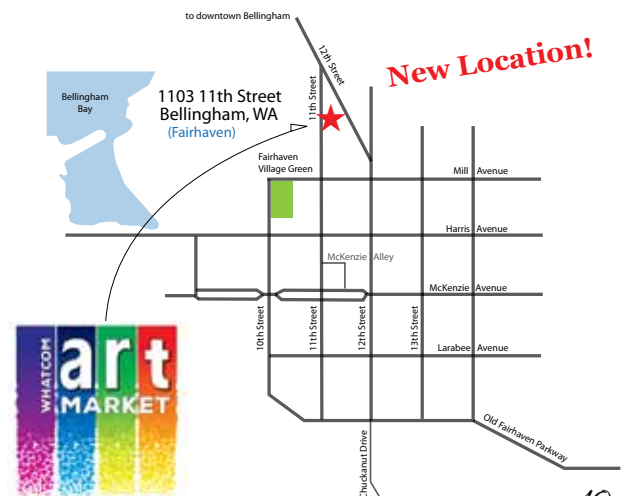 to downtown Bellingham
12th Street
New Location!
Bellingham
Bay
1103 11th Street
Bellingham, WA
(Fairhaven)
11th Street
Fairhaven
Village Green
Mill Avenue
Harris Avenue
McKenzie Alley
McKenzie Avenue
10th Street
11th Street
12th Street
13th Street
Larabee Avenue
WHATCOM
art
MARKET
Old Fairhaven Parkway
Chuckanut Drive